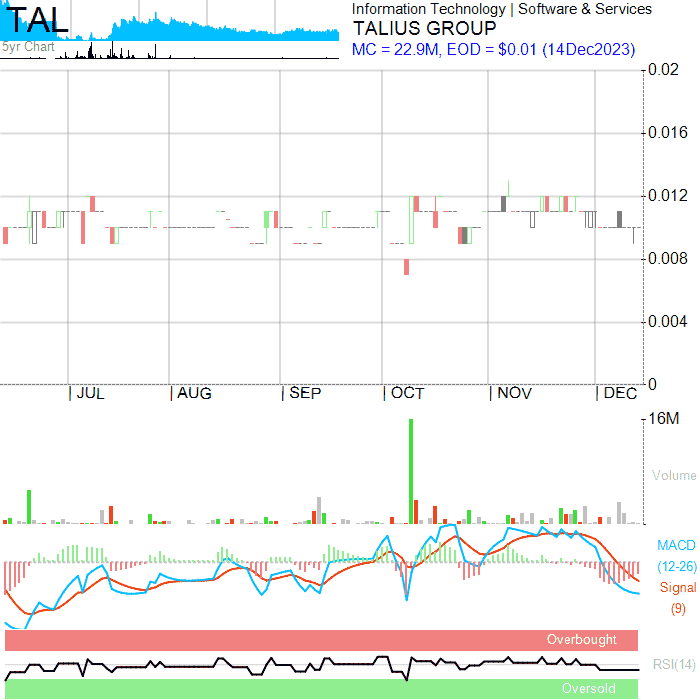 TAL
5yr Chart
Information Technology | Software & Services
TALIUS GROUP
MC = 22.9M, EOD = $0.01 (14Dec2023)
0.02
0.016
0.012
0.008
0.004
0
| JUL | AUG | SEP | OCT | NOV | DEC
16M
Volume
MACD
(12-26)
Signal
(9)
Overbought
RSI(14)
Oversold